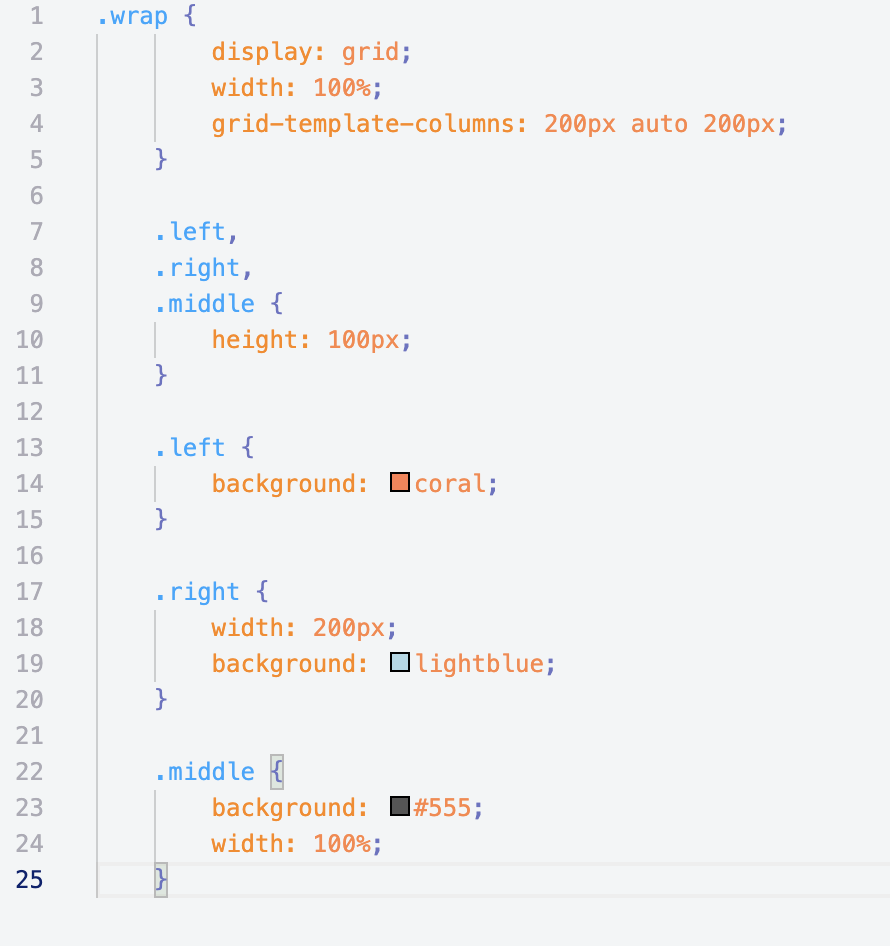 1 .wrap {
2 display: grid;
3 width: 100%;
4 grid-template-columns: 200px auto 200px;
5 }
6
7 .left,
8 .right,
9 .middle {
10 height: 100px;
11 }
12
13 .left {
14 background: coral;
15 }
16
17 .right {
18 width: 200px;
19 background: lightblue;
20 }
21
22 .middle {
23 background: #555;
24 width: 100%;
25 }